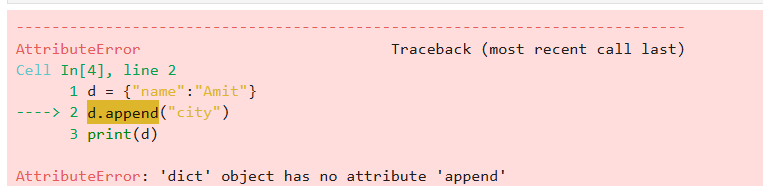 ---------------------------------------------------------------------------
AttributeError                            Traceback (most recent call last)
Cell In[4], line 2
      1 d = {"name":"Amit"}
----> 2 d.append("city")
      3 print(d)

AttributeError: 'dict' object has no attribute 'append'